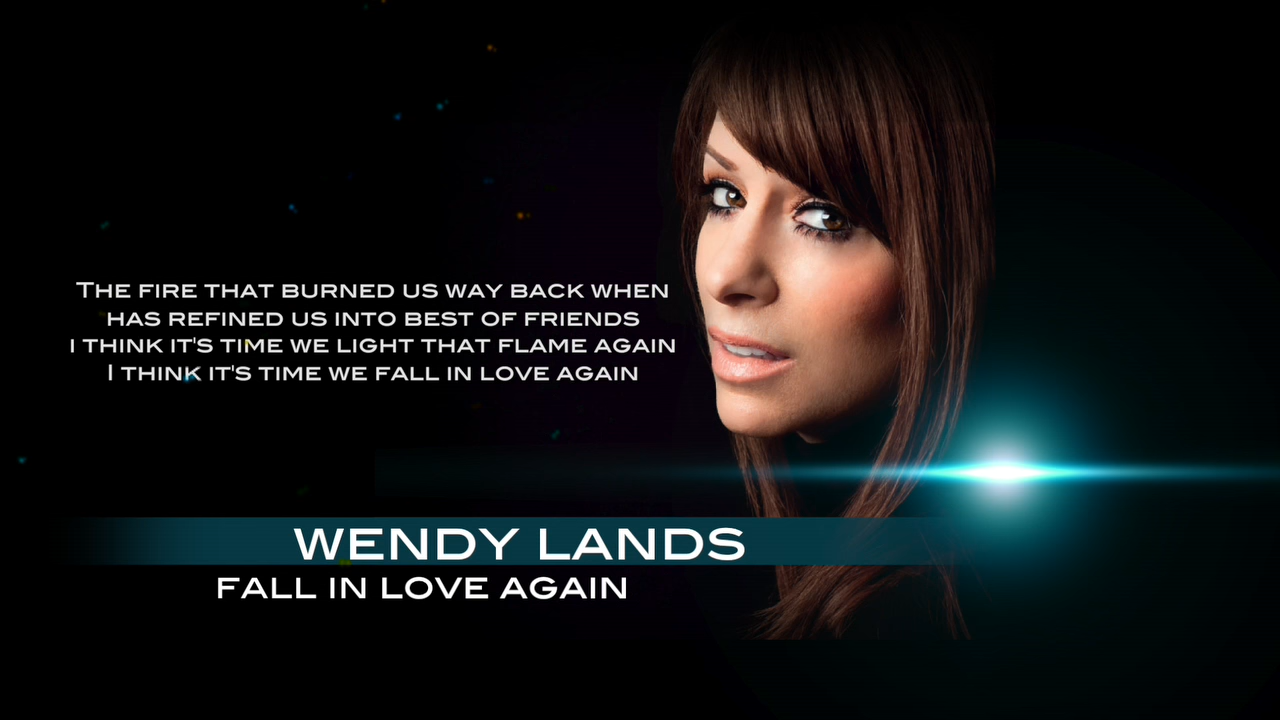 The fire that burned us way back when
has refined us into best of friends
I think it's time we light that flame again
I think it's time we fall in love again
WENDY LANDS
FALL IN LOVE AGAIN